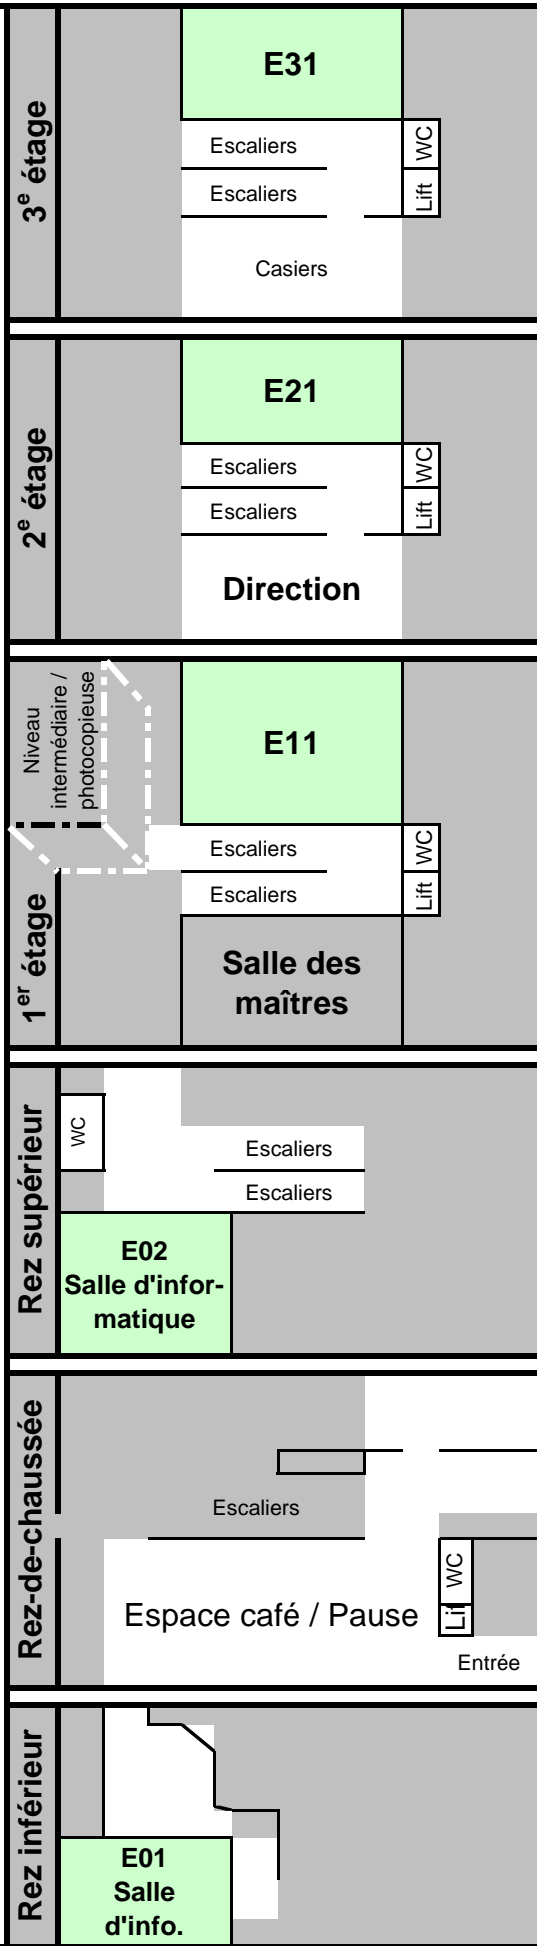 3e étage
E31
Escaliers
WC
Escaliers
Lift
Casiers
2e étage
E21
Escaliers
WC
Escaliers
Lift
Direction
Niveau
intermédiaire /
photocopieuse
1er étage
E11
Escaliers
WC
Escaliers
Lift
Salle des
maîtres
Rez supérieur
WC
Escaliers
Escaliers
E02
Salle d'infor-
matique
Rez-de-chaussée
Escaliers
WC
Lif
Espace café / Pause
Entrée
Rez inférieur
E01
Salle
d'info.